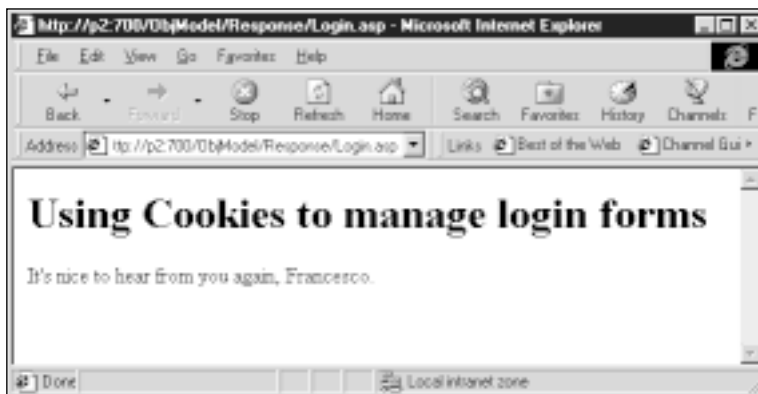 http://p2:700/ObjModel/Response/Login.asp - Microsoft Internet Explorer
File Edit View Go Favorites Help
Back Forward Stop Refresh Home Search Favorites History Channels F
Address ttp://p2:700/ObjModel/Response/Login.asp Links Best of the Web Channel Gui
Using Cookies to manage login forms
It's nice to hear from you again, Francesco.
Done Local intranet zone